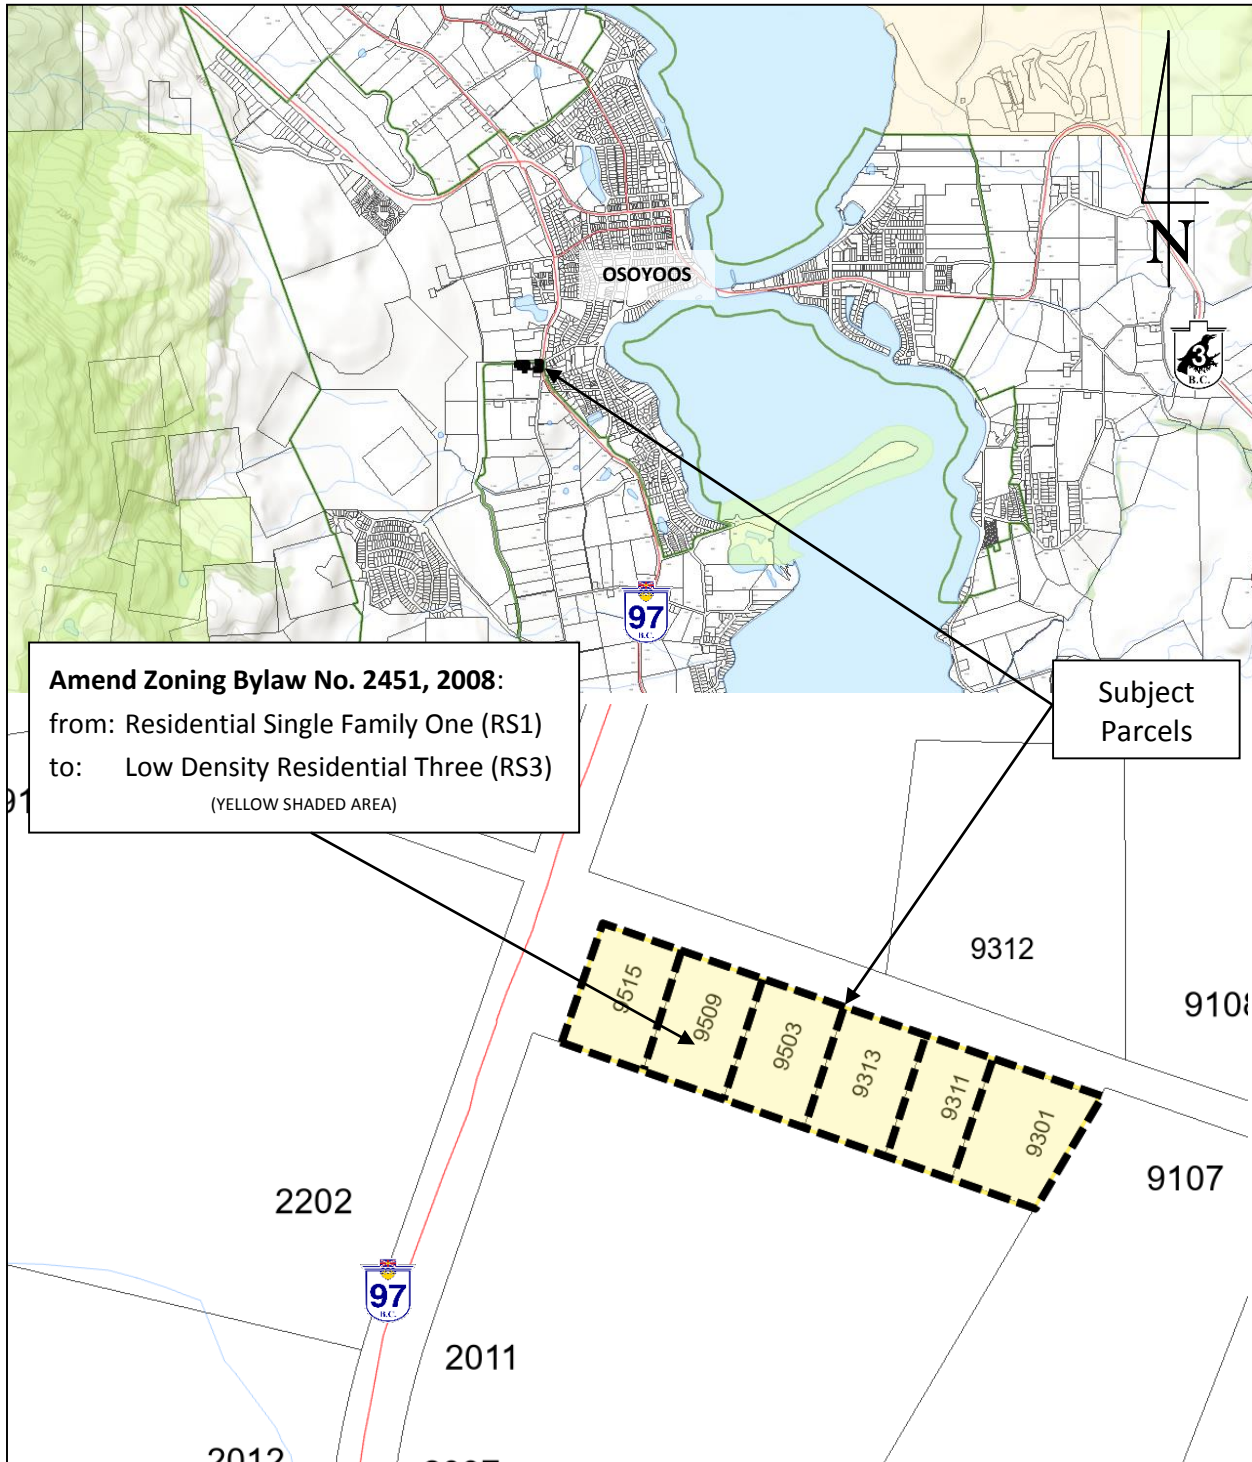 OSOYOOS
N
3
B.C.
97
B.C.
Amend Zoning Bylaw No. 2451, 2008:
from: Residential Single Family One (RS1)
to: Low Density Residential Three (RS3)
(YELLOW SHADED AREA)
Subject
Parcels
9312
9515
9509
9503
9313
9311
9301
9107
2202
97
B.C.
2011
2012